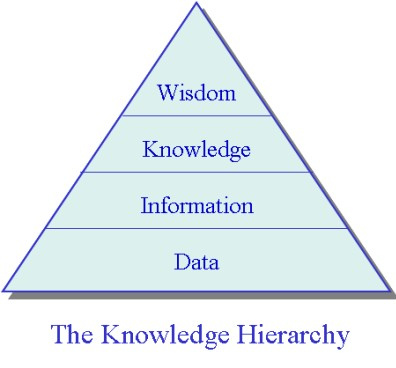 Wisdom
Knowledge
Information
Data
The Knowledge Hierarchy